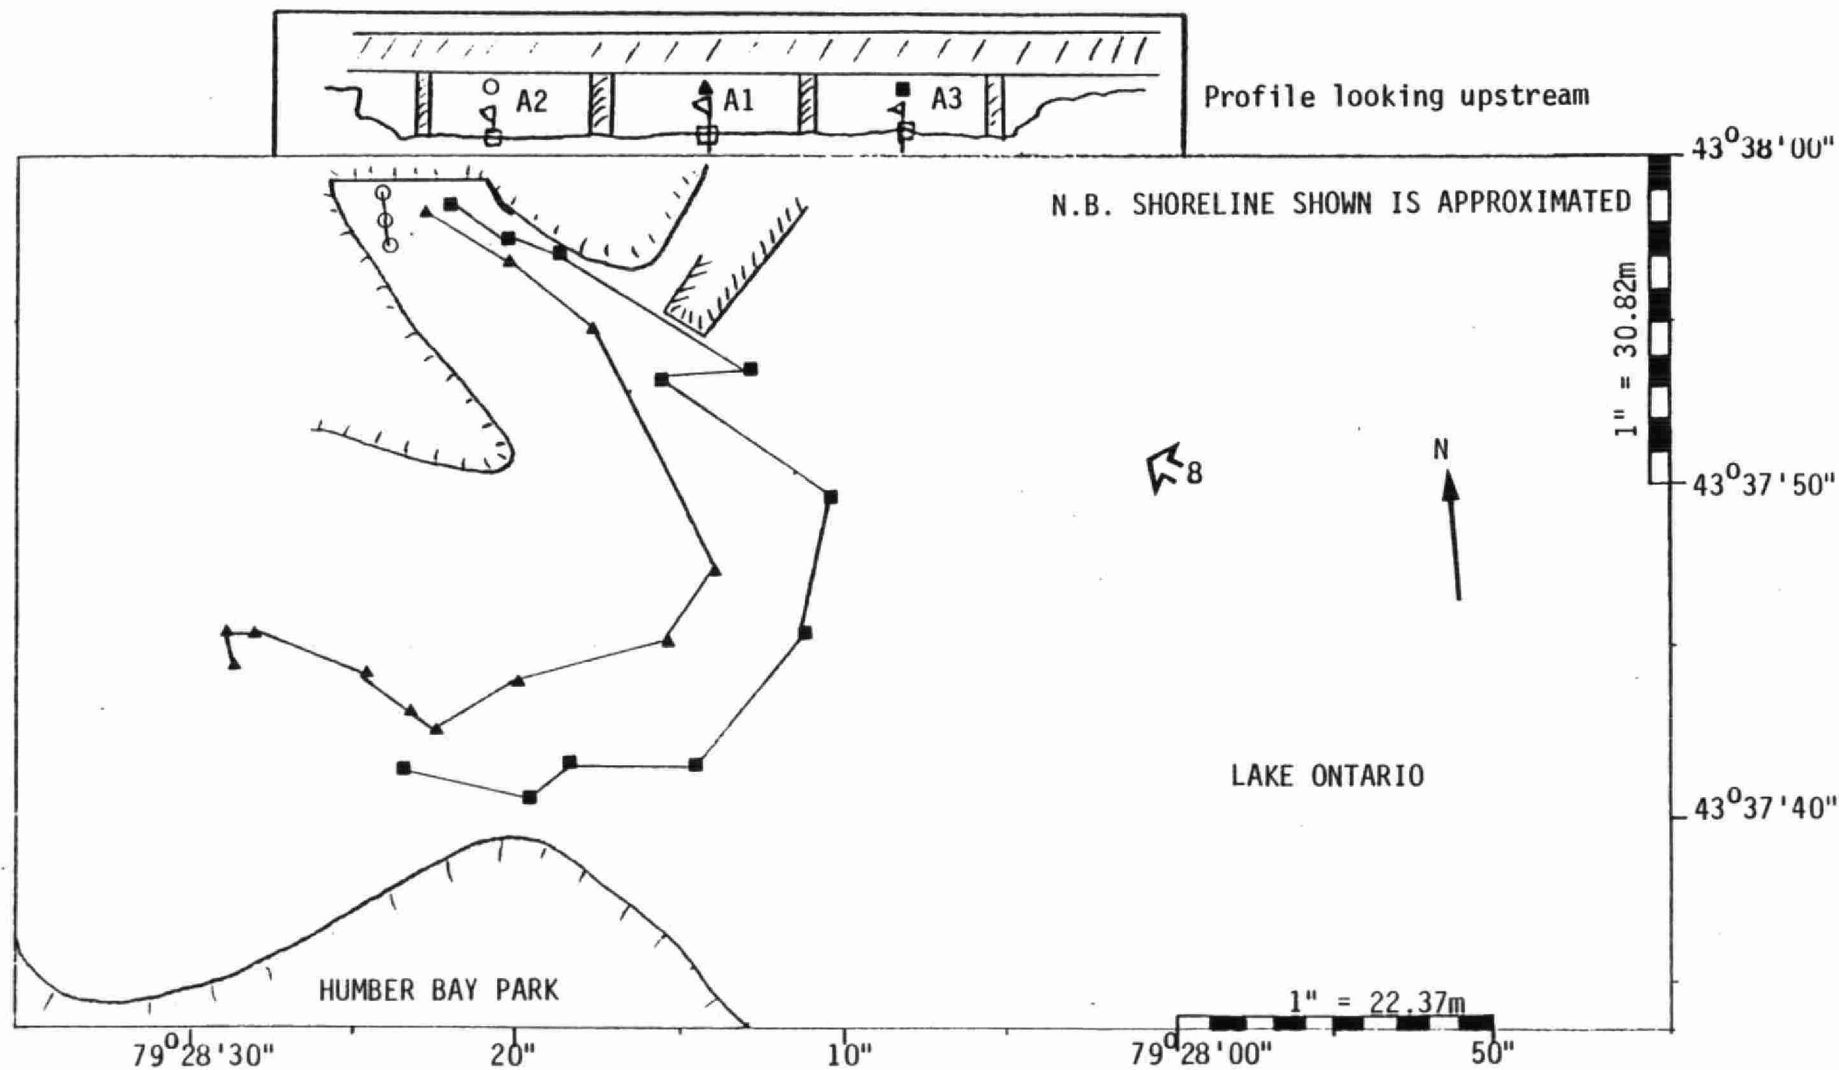 A2
A1
A3
Profile looking upstream
43°38'00"
N.B. SHORELINE SHOWN IS APPROXIMATED
1" = 30.82m
N
8
43°37'50"
LAKE ONTARIO
43°37'40"
HUMBER BAY PARK
1" = 22.37m
79°28'30"
20"
10"
79°28'00"
50"